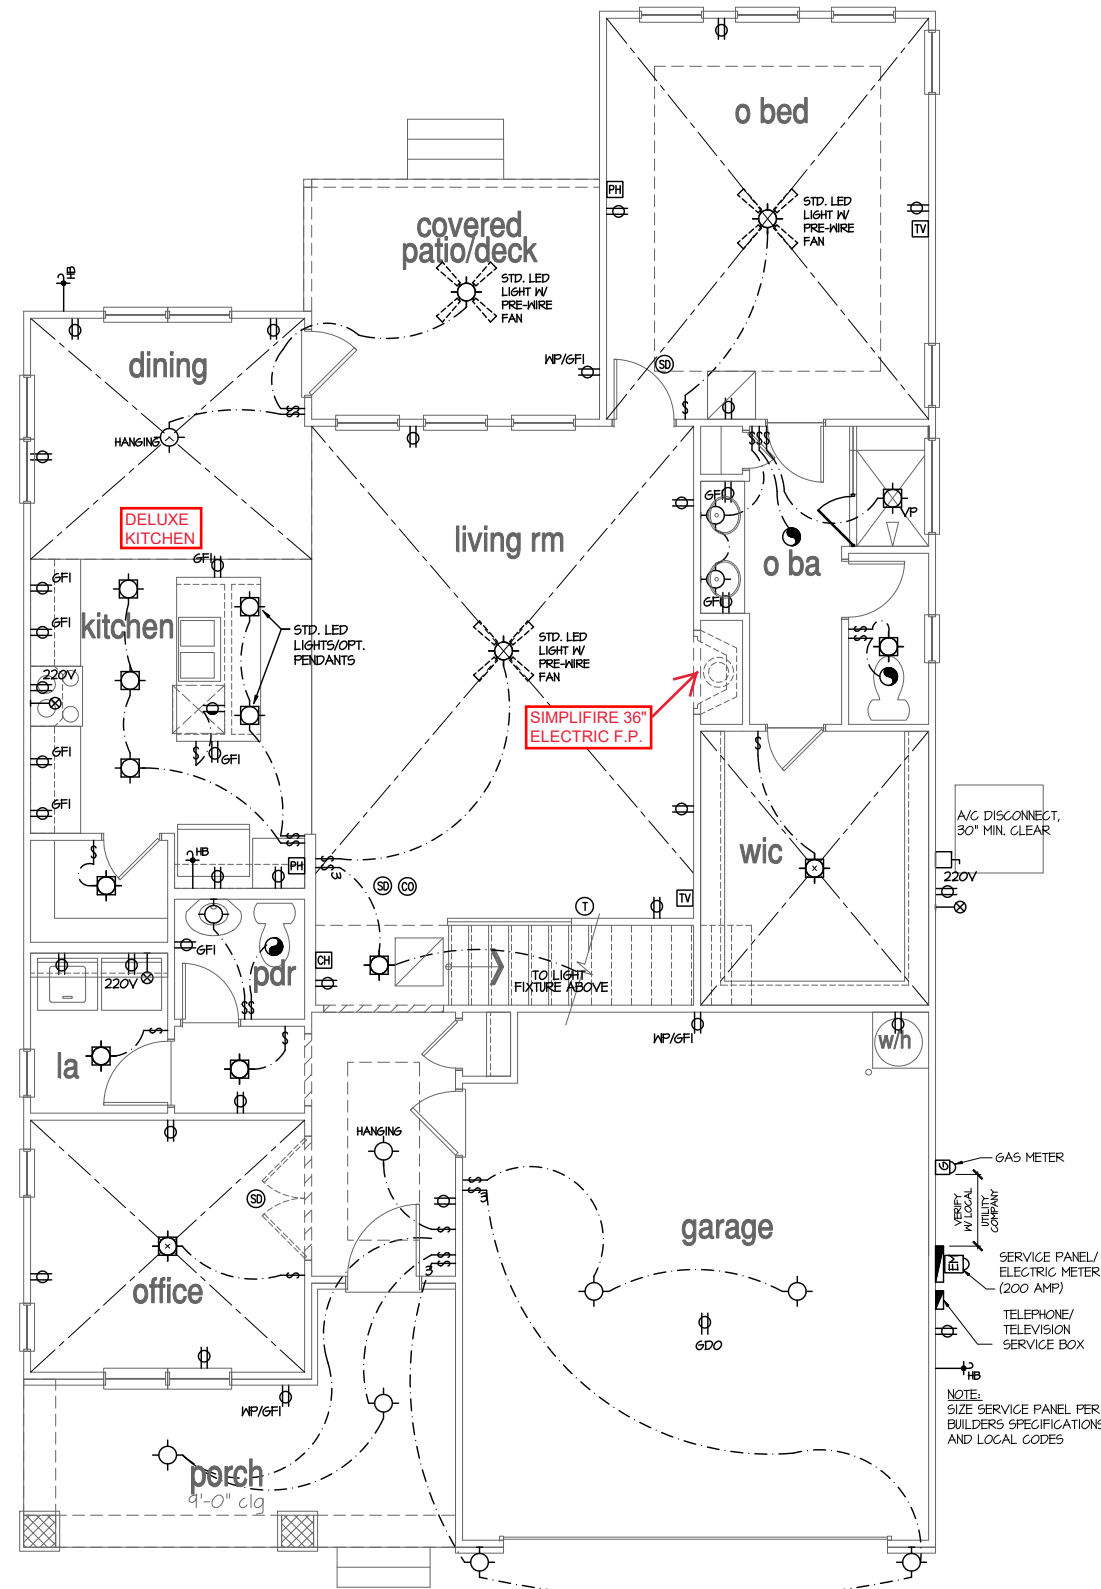 o bed
PH
STD. LED
LIGHT W/
PRE-WIRE
FAN
TV
covered
patio/deck
STD. LED
LIGHT W/
PRE-WIRE
FAN
HB
WP/GFI
SD
dining
S
S
S
HANGING
DELUXE
KITCHEN
living rm
S
S
S
GFI
VP
o ba
GFI
GFI
GFI
GFI
kitchen
STD. LED
LIGHTS/OPT.
PENDANTS
STD. LED
LIGHT W/
PRE-WIRE
FAN
S
S
220V
SIMPLIFIRE 36"
ELECTRIC F.P.
GFI
S
GFI
S
GFI
A/C DISCONNECT,
30" MIN. CLEAR
S
S
S
HB
PH
S
S
3
wic
220V
SD
CO
TV
T
GFI
pdr
CH
TO LIGHT
FIXTURE ABOVE
220V
S
S
S
S
la
WP/GFI
w/h
HANGING
GAS METER
G
S
S
3
SD
VERIFY
W/ LOCAL
UTILITY
COMPANY
garage
S
S
S
3
EM
SERVICE PANEL/
ELECTRIC METER
(200 AMP)
office
S
TELEPHONE/
TELEVISION
SERVICE BOX
GDO
HB
WP/GFI
NOTE:
SIZE SERVICE PANEL PER
BUILDERS SPECIFICATIONS
AND LOCAL CODES
porch
9'-0" clg